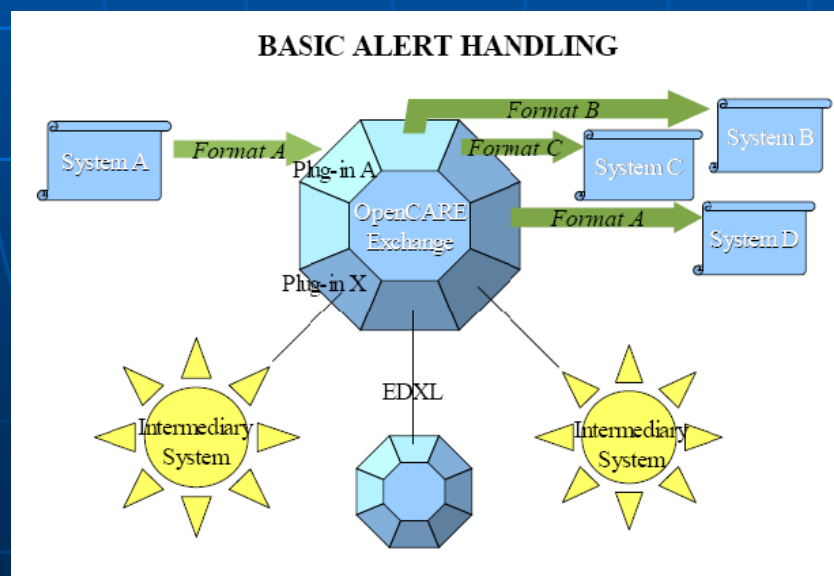 BASIC ALERT HANDLING
System A
Format A
Plug-in A
OpenCARE
Exchange
Plug-in X
Format B
System B
Format C
System C
Format A
System D
Intermediary
System
EDXL
Intermediary
System